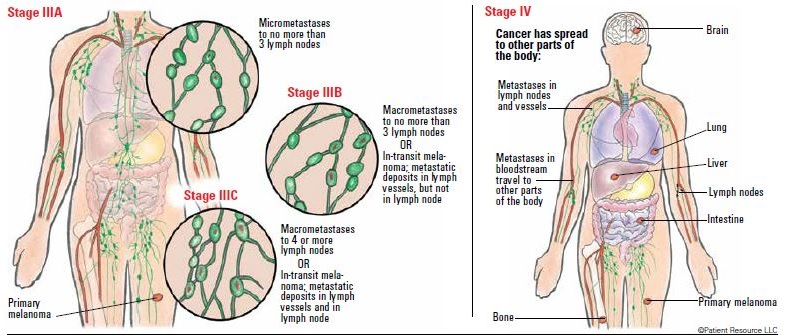 Stage IIIA
Micrometastases
to no more than
3 lymph nodes
Stage IIIB
Macrometastases
to no more than
3 lymph nodes
OR
In-transit mela-
noma; metastatic
deposits in lymph
vessels, but not
in lymph node
Stage IIIC
Macrometastases
to 4 or more
lymph nodes
OR
In-transit mela-
noma; metastatic
deposits in lymph
vessels and in
lymph node
Primary
melanoma
Stage IV
Cancer has spread
to other parts of
the body:
Brain
Metastases in
lymph nodes
and vessels
Lung
Metastases in
bloodstream
travel to
other parts
of the body
Liver
Lymph nodes
Intestine
Primary melanoma
Bone
©Patient Resource LLC